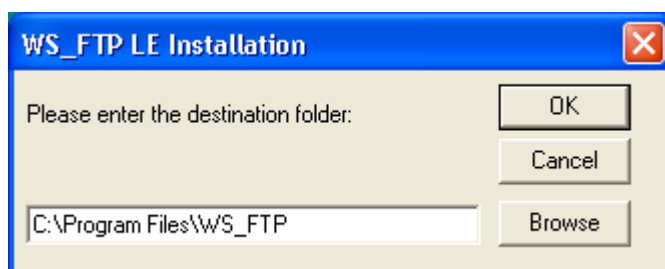 WS_FTP LE Installation
Please enter the destination folder:
OK
Cancel
C:\Program Files\WS_FTP
Browse